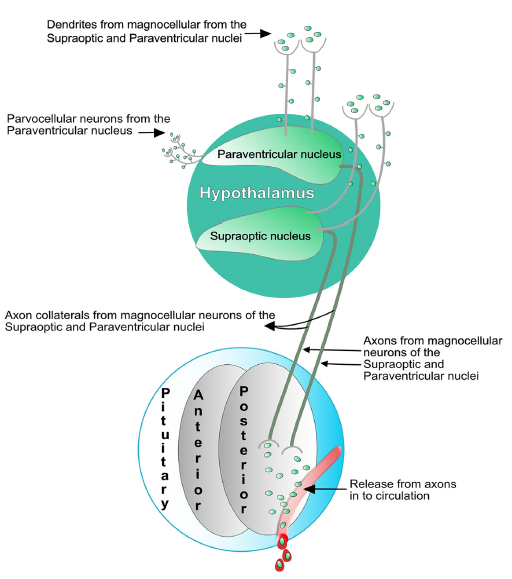 Dendrites from magnocellular from the
Supraoptic and Paraventricular nuclei
Parvocellular neurons from the
Paraventricular nucleus
Paraventricular nucleus
Hypothalamus
Supraoptic nucleus
Axon collaterals from magnocellular neurons of the
Supraoptic and Paraventricular nuclei
Axons from magnocellular
neurons of the
Supraoptic and
Paraventricular nuclei
Pituitary
Anterior
Posterior
Release from axons
in to circulation